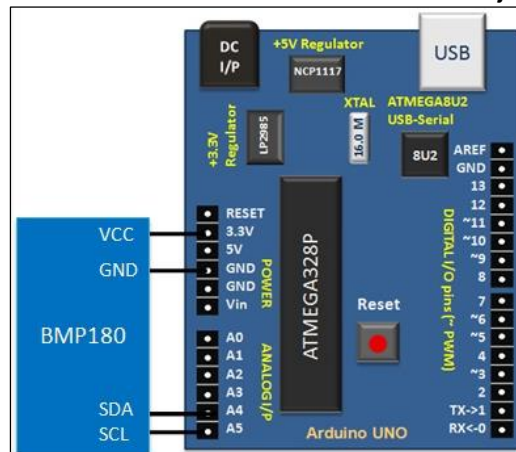 DC
I/P
+5V Regulator
NCP1117
USB
+3.3V
Regulator
LP2985
XTAL
16.0 M
ATMEGA8U2
USB-Serial
8U2
AREF
GND
13
12
~11
~10
~9
8
DIGITAL I/O pins (~ PWM)
7
~6
~5
4
~3
2
TX->1
RX<-0
RESET
3.3V
5V
GND
GND
Vin
POWER
A0
A1
A2
A3
A4
A5
ANALOG I/P
ATMEGA328P
Reset
Arduino UNO
VCC
GND
BMP180
SDA
SCL